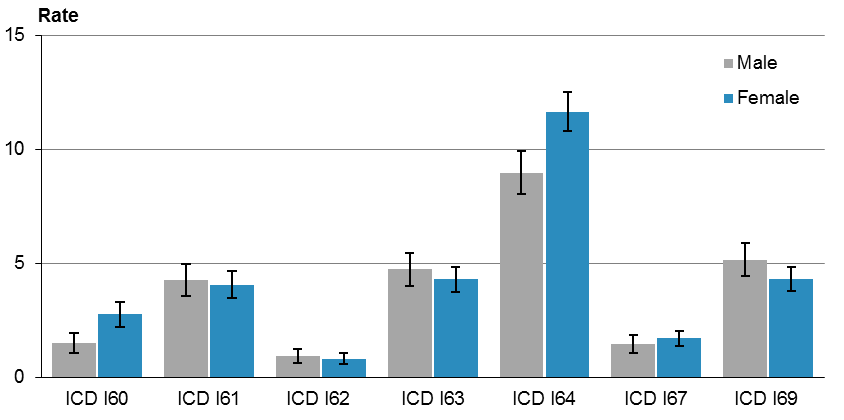 Rate
15
10
5
0
Male
Female
ICD I60 ICD I61 ICD I62 ICD I63 ICD I64 ICD I67 ICD I69